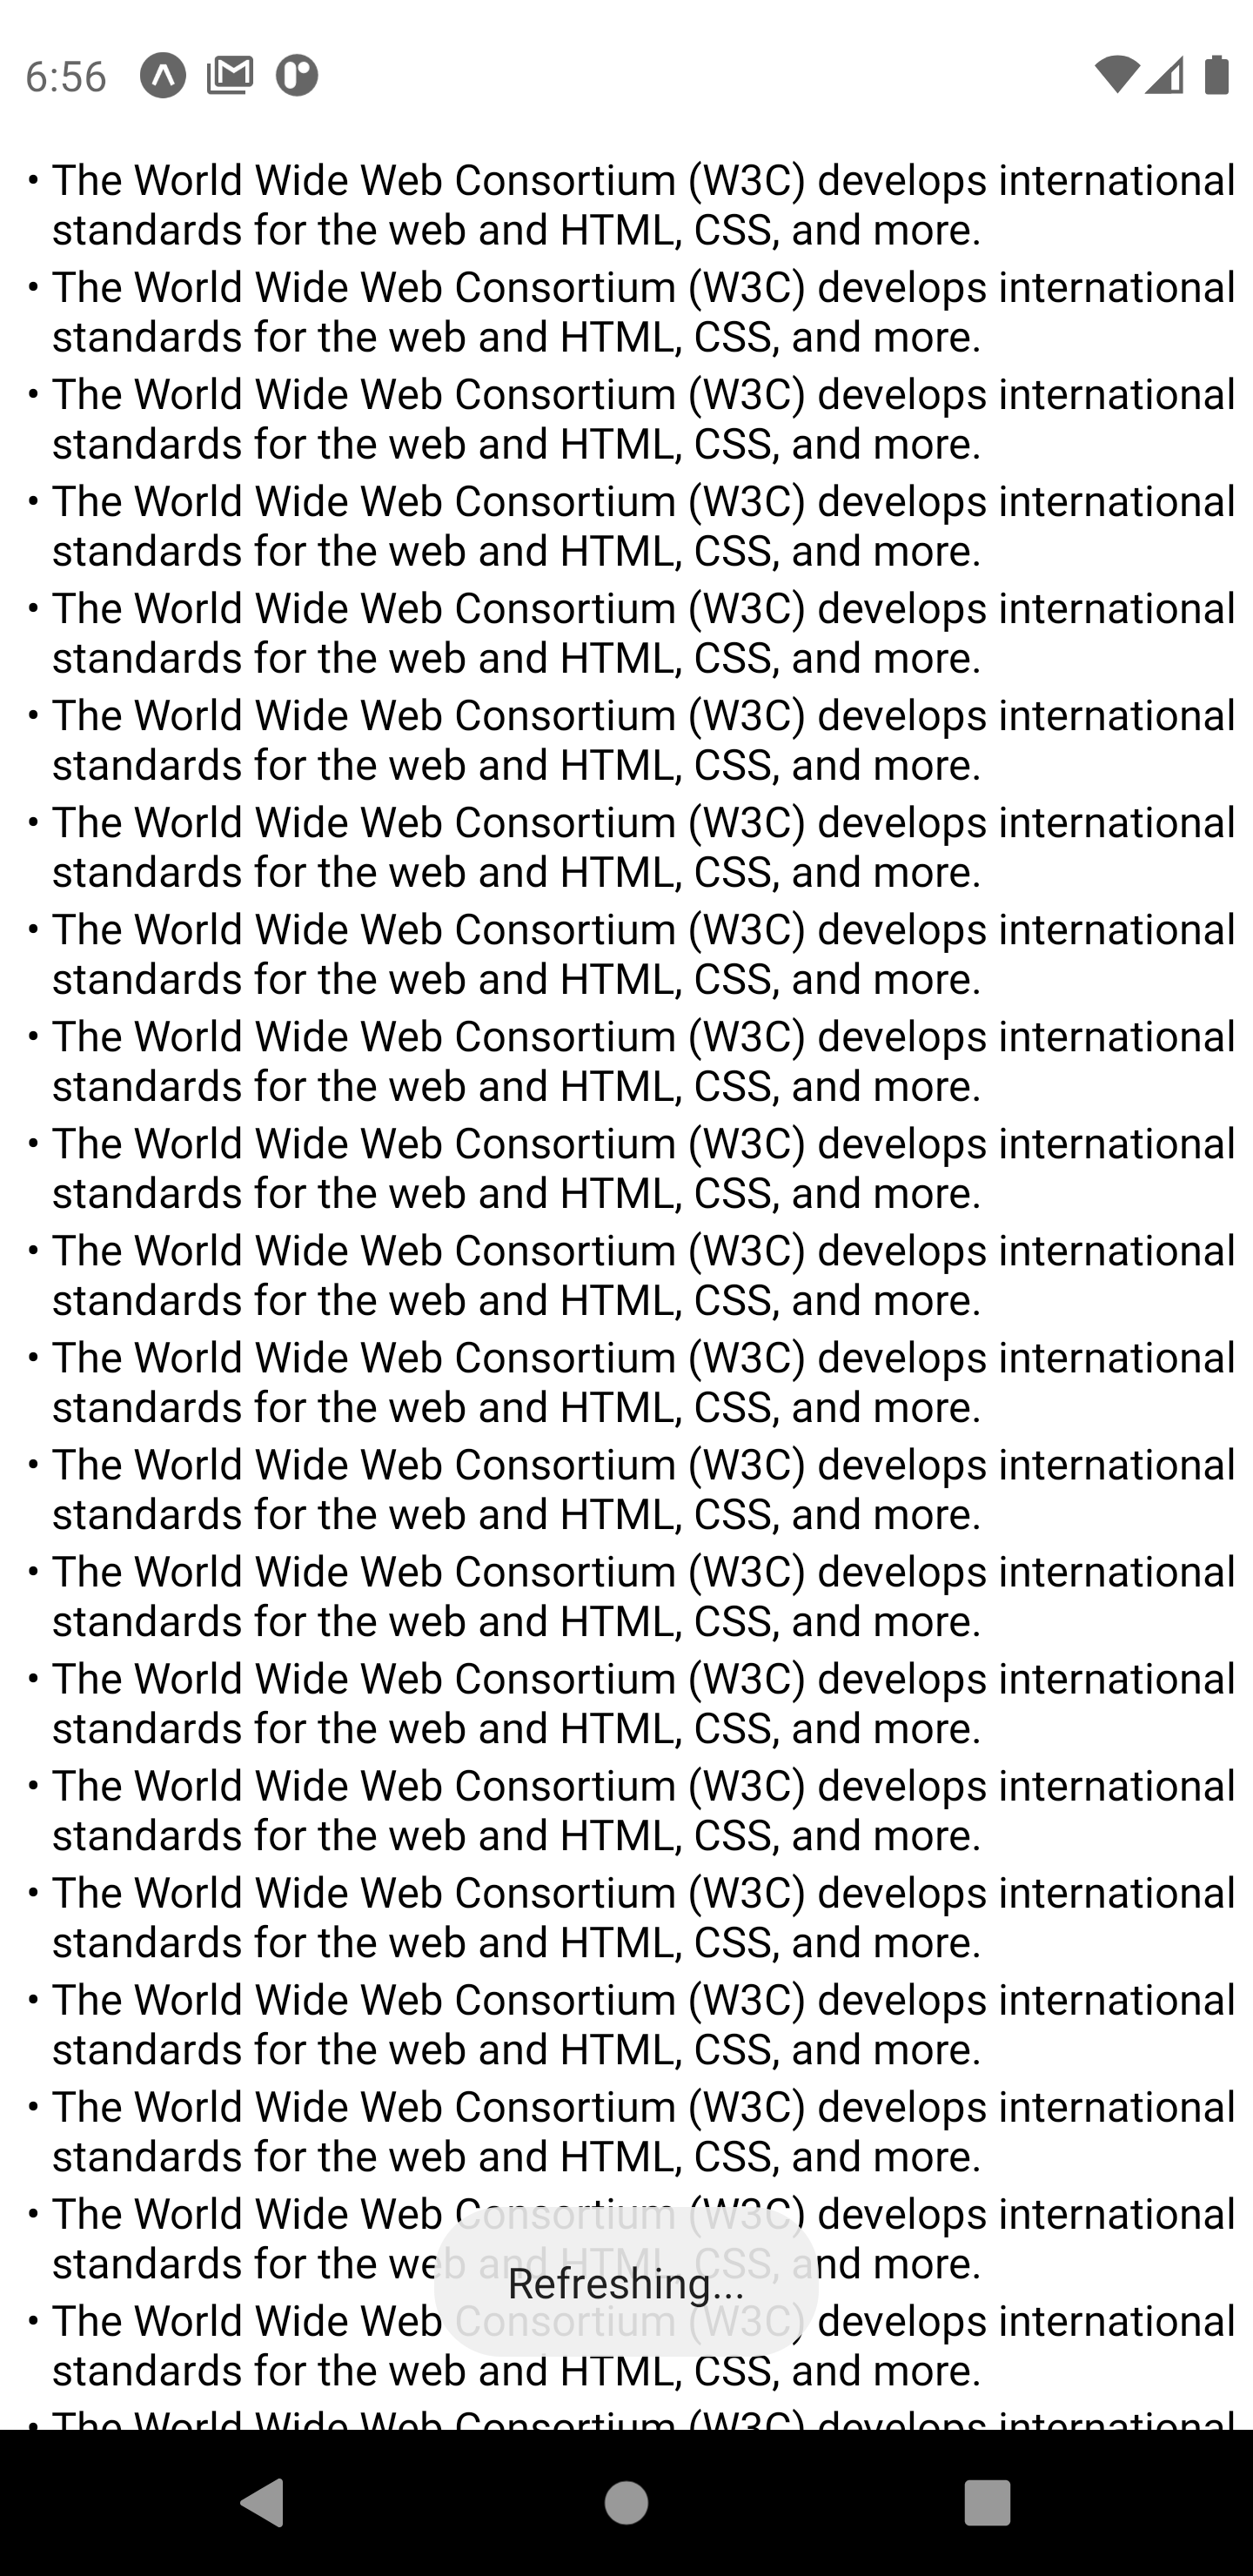 6:56
• The World Wide Web Consortium (W3C) develops international
standards for the web and HTML, CSS, and more.
• The World Wide Web Consortium (W3C) develops international
standards for the web and HTML, CSS, and more.
• The World Wide Web Consortium (W3C) develops international
standards for the web and HTML, CSS, and more.
• The World Wide Web Consortium (W3C) develops international
standards for the web and HTML, CSS, and more.
• The World Wide Web Consortium (W3C) develops international
standards for the web and HTML, CSS, and more.
• The World Wide Web Consortium (W3C) develops international
standards for the web and HTML, CSS, and more.
• The World Wide Web Consortium (W3C) develops international
standards for the web and HTML, CSS, and more.
• The World Wide Web Consortium (W3C) develops international
standards for the web and HTML, CSS, and more.
• The World Wide Web Consortium (W3C) develops international
standards for the web and HTML, CSS, and more.
• The World Wide Web Consortium (W3C) develops international
standards for the web and HTML, CSS, and more.
• The World Wide Web Consortium (W3C) develops international
standards for the web and HTML, CSS, and more.
• The World Wide Web Consortium (W3C) develops international
standards for the web and HTML, CSS, and more.
• The World Wide Web Consortium (W3C) develops international
standards for the web and HTML, CSS, and more.
• The World Wide Web Consortium (W3C) develops international
standards for the web and HTML, CSS, and more.
• The World Wide Web Consortium (W3C) develops international
standards for the web and HTML, CSS, and more.
• The World Wide Web Consortium (W3C) develops international
standards for the web and HTML, CSS, and more.
• The World Wide Web Consortium (W3C) develops international
standards for the web and HTML, CSS, and more.
• The World Wide Web Consortium (W3C) develops international
standards for the web and HTML, CSS, and more.
• The World Wide Web Consortium (W3C) develops international
standards for the web and HTML, CSS, and more.
• The World Wide Web Consortium (W3C) develops international
standards for the web and HTML, CSS, and more.
Refreshing...
• The World Wide Web Consortium (W3C) develops international
standards for the web and HTML, CSS, and more.
• The World Wide Web Consortium (W3C) develops international